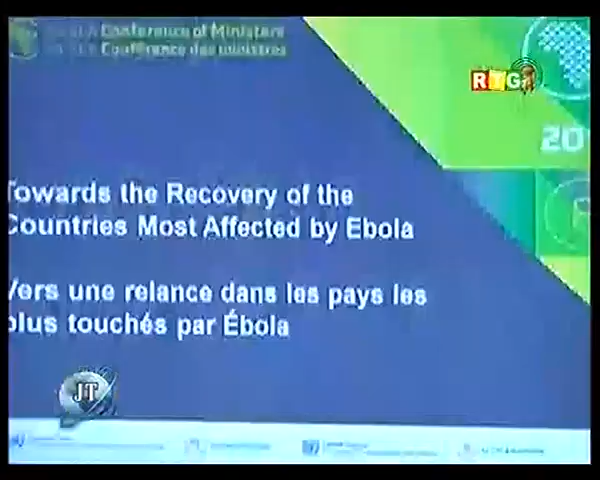 Conference of Ministers
Conférence des ministres
RTG
20
Towards the Recovery of the
Countries Most Affected by Ebola
Vers une relance dans les pays les
plus touchés par Ébola
JT